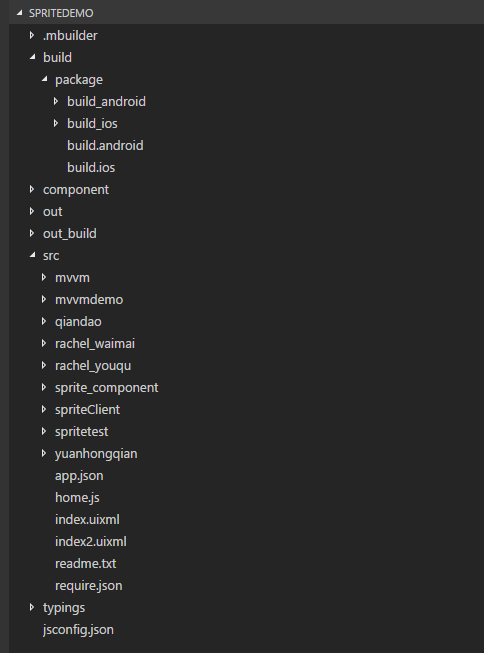 SPRITEDEMO
.mbuilder
build
package
build_android
build_ios
build.android
build.ios
component
out
out_build
src
mvvm
mvvmdemo
qiandao
rachel_waimai
rachel_youqu
sprite_component
spriteClient
spritetest
yuanhongqian
app.json
home.js
index.uixml
index2.uixml
readme.txt
require.json
typings
jsconfig.json